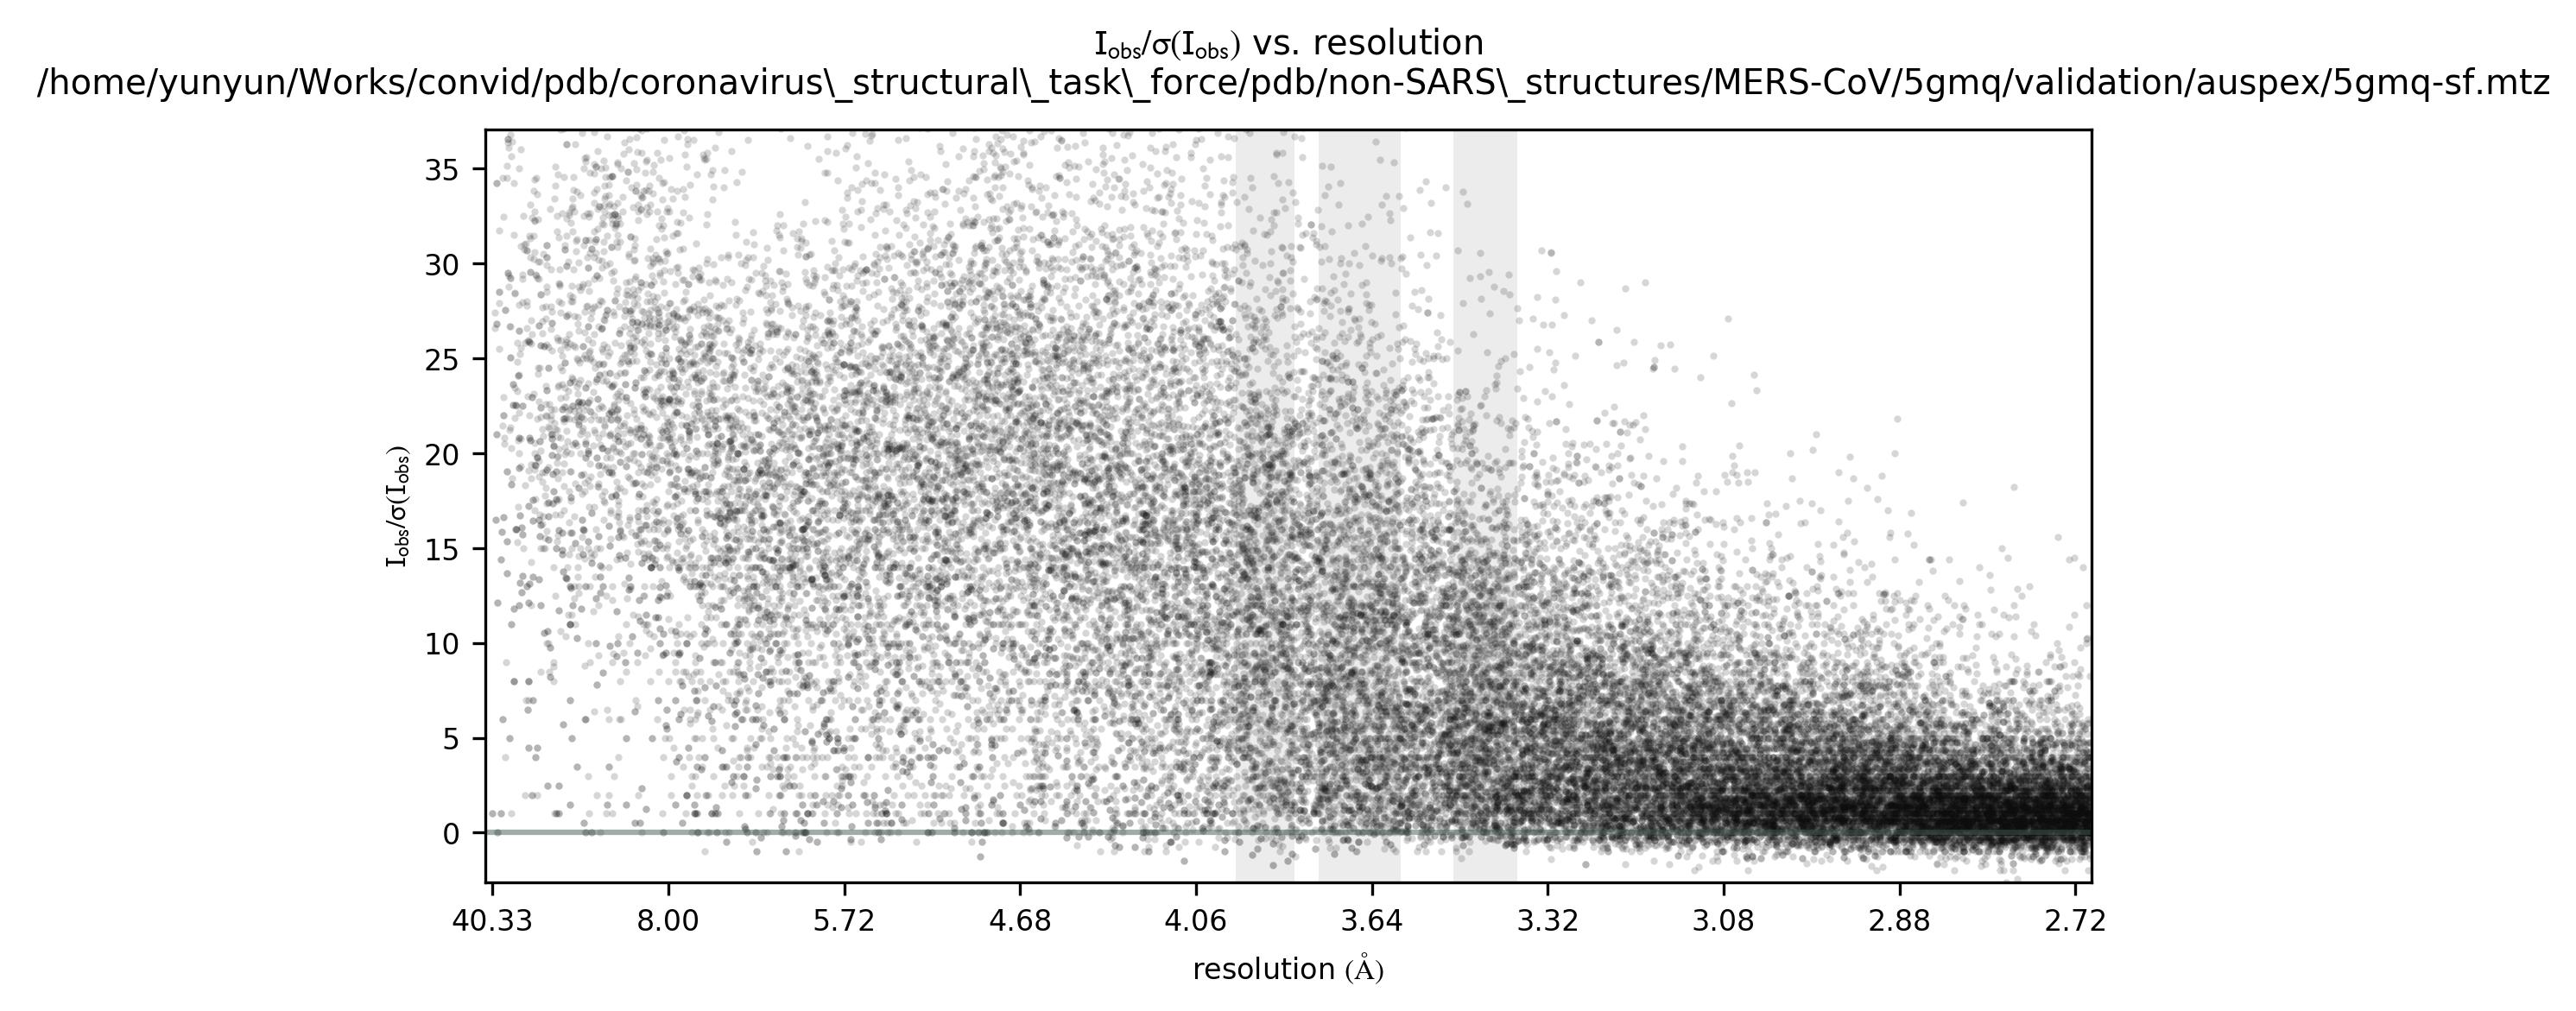 Iobs/σ(Iobs) vs. resolution
/home/yunyun/Works/convid/pdb/coronavirus\_structural\_task\_force/pdb/non-SARS\_structures/MERS-CoV/5gmq/validation/auspex/5gmq-sf.mtz
35
30
25
20
15
10
5
0
Iobs/σ(Iobs)
40.33 8.00 5.72 4.68 4.06 3.64 3.32 3.08 2.88 2.72
resolution (Å)